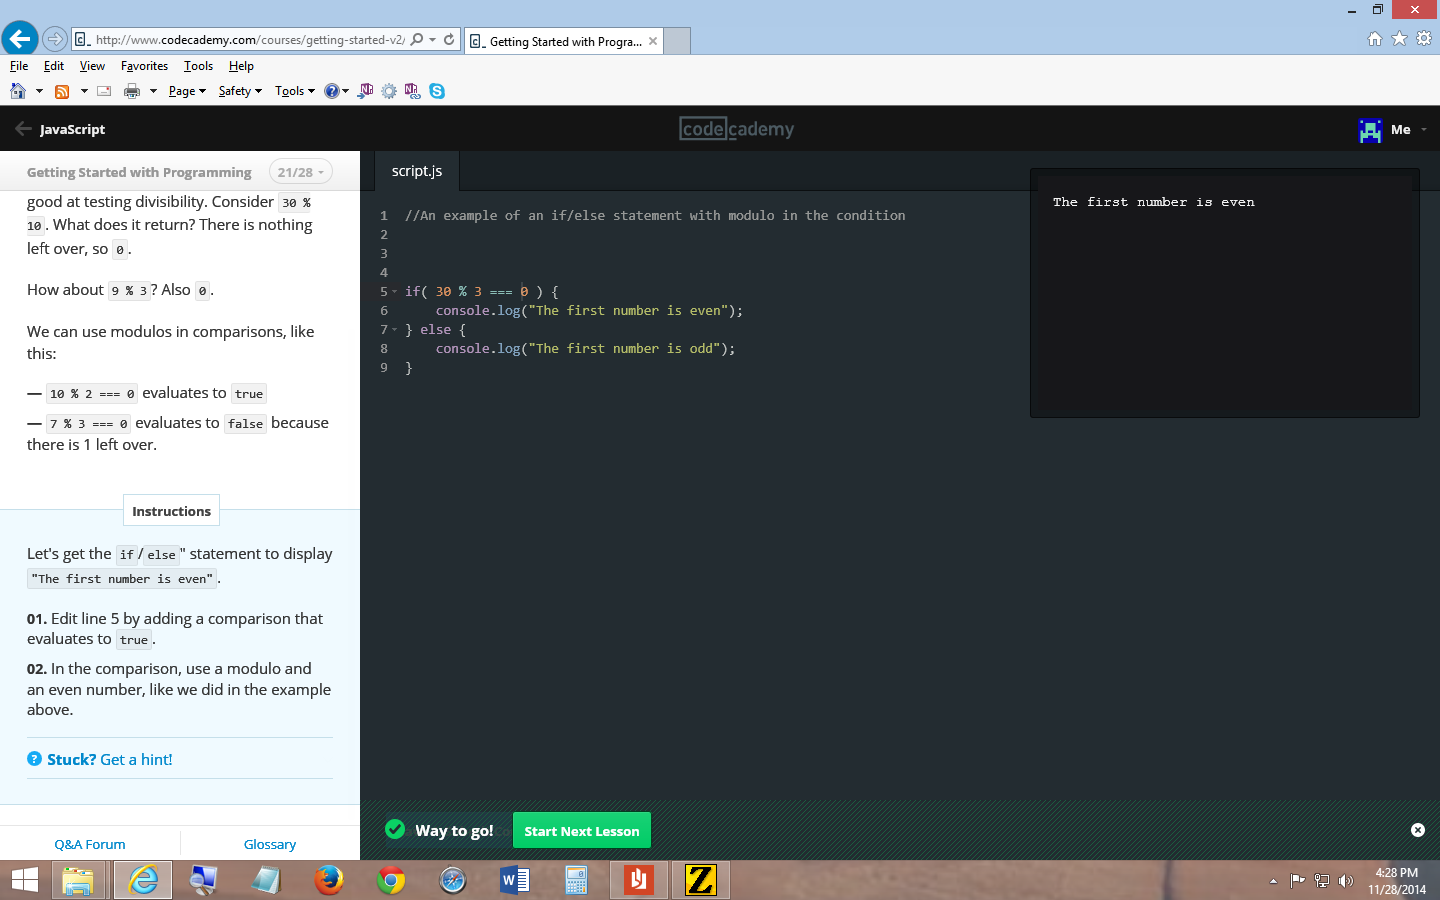 http://www.codecademy.com/courses/getting-started-v2/
Getting Started with Progra...
File Edit View Favorites Tools Help
Page Safety Tools
JavaScript
codecademy
Me
Getting Started with Programming 21/28
good at testing divisibility. Consider 30 %
10. What does it return? There is nothing
left over, so 0.
How about 9 % 3? Also 0.
We can use modulos in comparisons, like
this:
— 10 % 2 === 0 evaluates to true
— 7 % 3 === 0 evaluates to false because
there is 1 left over.
Instructions
Let's get the if/else" statement to display
"The first number is even".
01. Edit line 5 by adding a comparison that
evaluates to true.
02. In the comparison, use a modulo and
an even number, like we did in the example
above.
Stuck? Get a hint!
Q&A Forum Glossary
script.js
1 //An example of an if/else statement with modulo in the condition
2
3
4
5 if( 30 % 3 === 0 ) {
6 console.log("The first number is even");
7 } else {
8 console.log("The first number is odd");
9 }
The first number is even
Way to go! Start Next Lesson
4:28 PM
11/28/2014